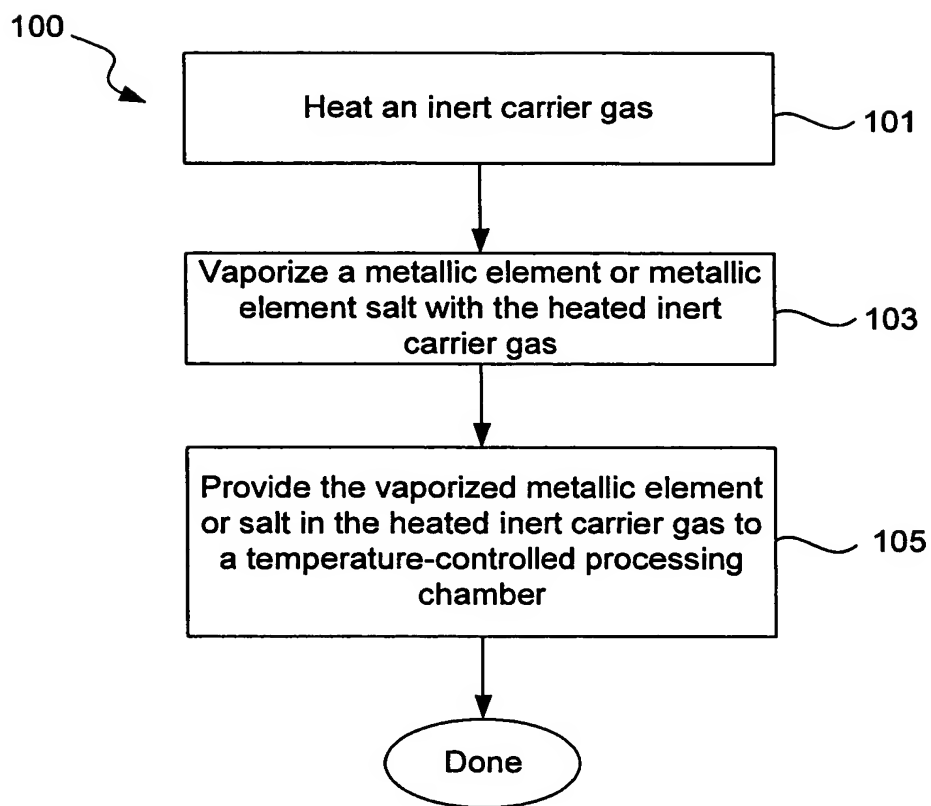 100
Heat an inert carrier gas
101
Vaporize a metallic element or metallic
element salt with the heated inert
carrier gas
103
Provide the vaporized metallic element
or salt in the heated inert carrier gas to
a temperature-controlled processing
chamber
105
Done